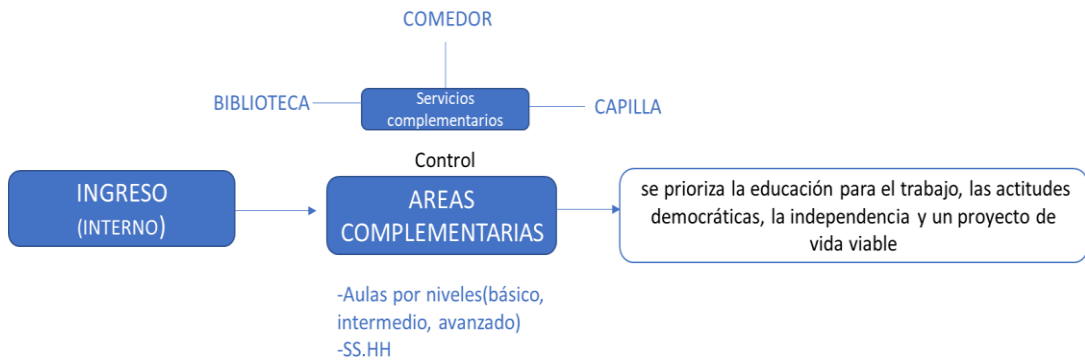 COMEDOR
BIBLIOTECA
Servicios
complementarios
CAPILLA
Control
INGRESO
(INTERNO)
AREAS
COMPLEMENTARIAS
se prioriza la educación para el trabajo, las actitudes
democráticas, la independencia y un proyecto de
vida viable
-Aulas por niveles(básico,
intermedio, avanzado)
-SS.HH